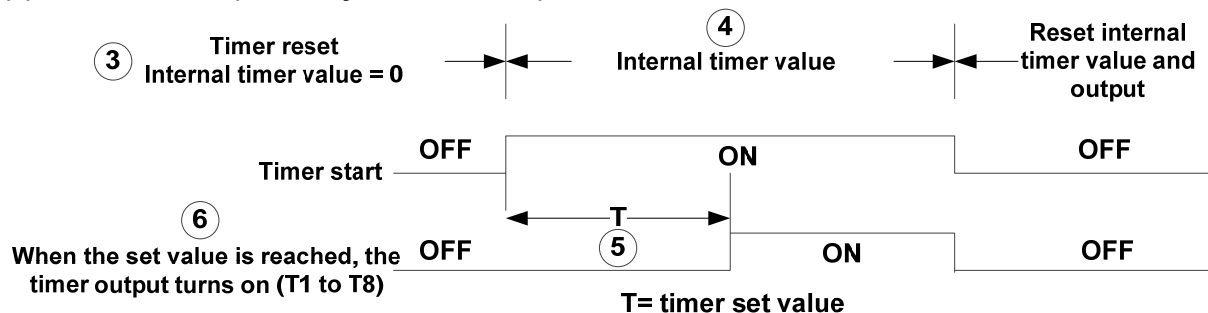 3
Timer reset
Internal timer value = 0
4
Internal timer value
Reset internal
timer value and
output
Timer start
OFF
ON
OFF
T
5
6
When the set value is reached, the
timer output turns on (T1 to T8)
OFF
ON
OFF
T= timer set value